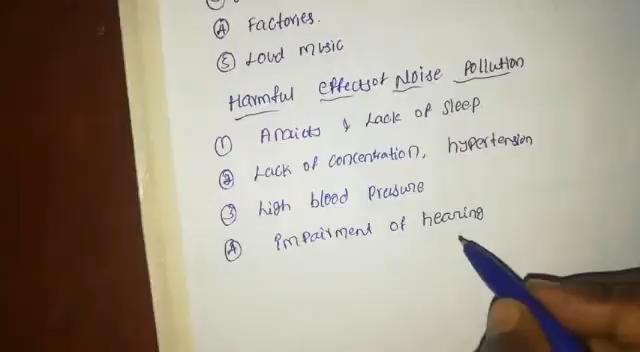 ④ Factories.
⑤ Loud music
Harmful effects of Noise Pollution
① Anxiety & Lack of sleep
② Lack of concentration, hypertension
③ high blood presure
④ impairment of hearing